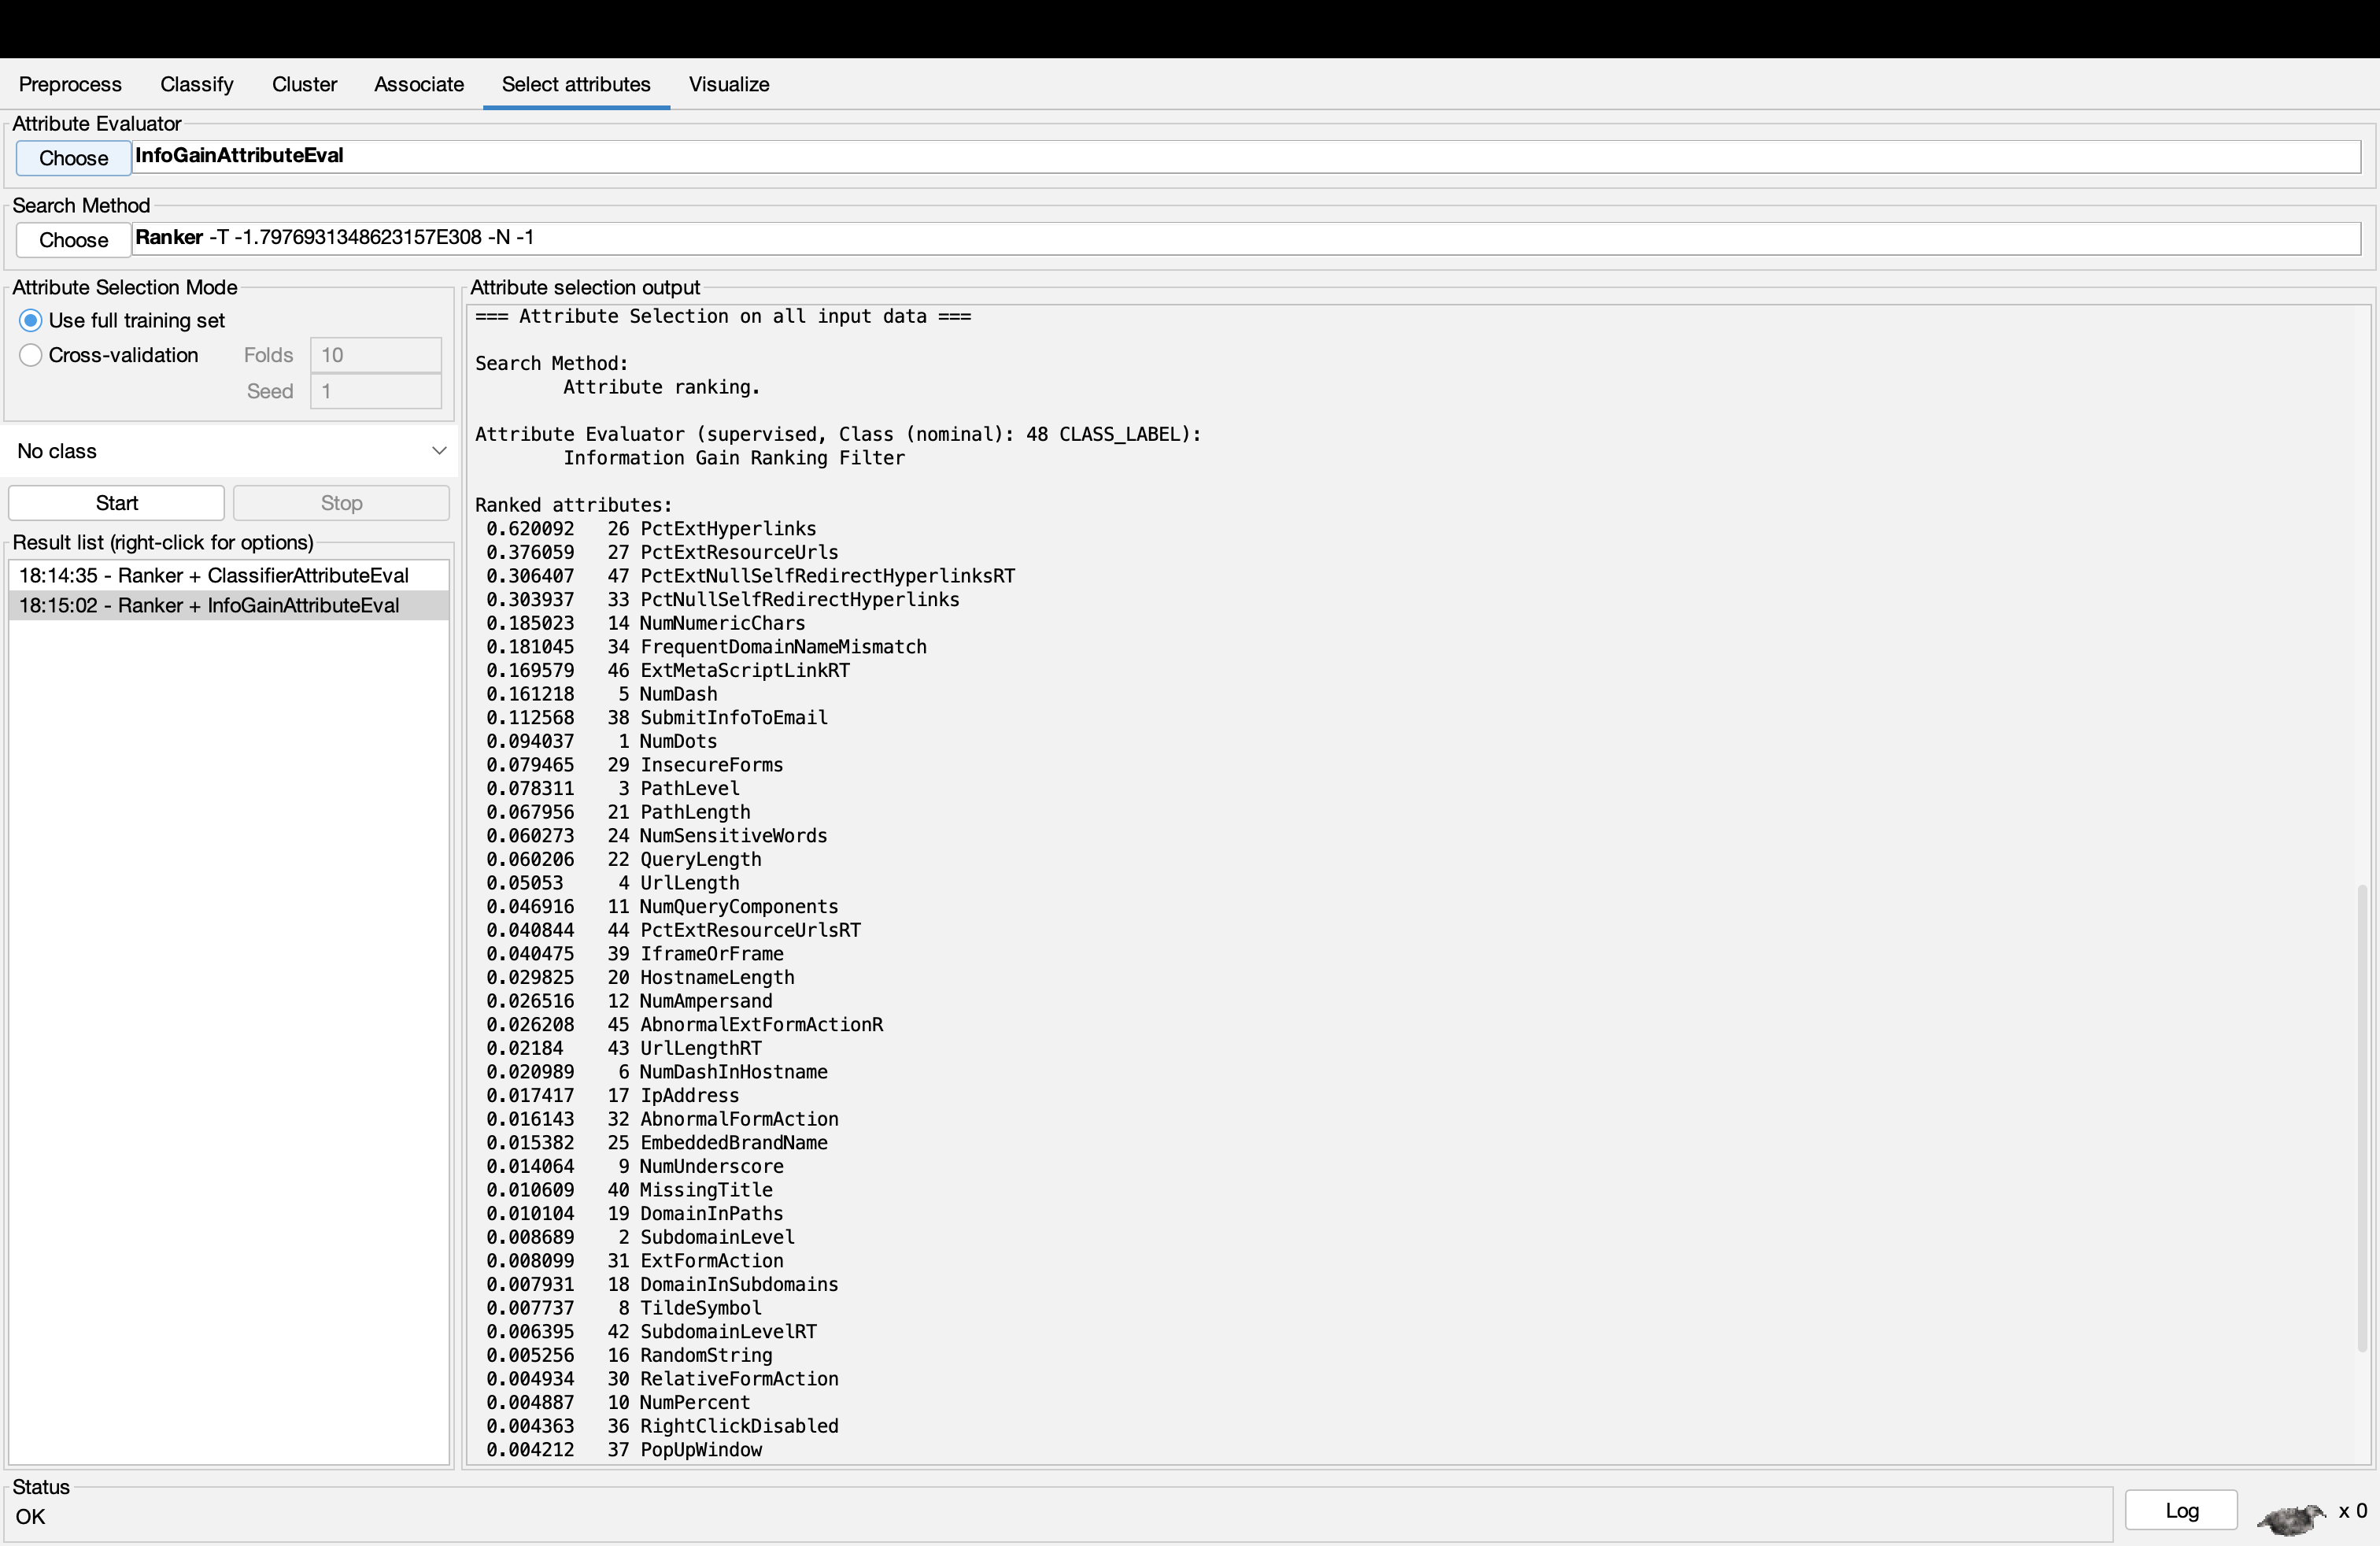 Preprocess Classify Cluster Associate Select attributes Visualize
Attribute Evaluator
Choose InfoGainAttributeEval
Search Method
Choose Ranker -T -1.7976931348623157E308 -N -1
Attribute Selection Mode
Use full training set
Cross-validation Folds 10
Seed 1
No class
Start Stop
Result list (right-click for options)
18:14:35 - Ranker + ClassifierAttributeEval
18:15:02 - Ranker + InfoGainAttributeEval
Attribute selection output
=== Attribute Selection on all input data ===
Search Method:
Attribute ranking.
Attribute Evaluator (supervised, Class (nominal): 48 CLASS_LABEL):
Information Gain Ranking Filter
Ranked attributes:
0.620092 26 PctExtHyperlinks
0.376059 27 PctExtResourceUrls
0.306407 47 PctExtNullSelfRedirectHyperlinksRT
0.303937 33 PctNullSelfRedirectHyperlinks
0.185023 14 NumNumericChars
0.181045 34 FrequentDomainNameMismatch
0.169579 46 ExtMetaScriptLinkRT
0.161218 5 NumDash
0.112568 38 SubmitInfoToEmail
0.094037 1 NumDots
0.079465 29 InsecureForms
0.078311 3 PathLevel
0.067956 21 PathLength
0.060273 24 NumSensitiveWords
0.060206 22 QueryLength
0.05053 4 UrlLength
0.046916 11 NumQueryComponents
0.040844 44 PctExtResourceUrlsRT
0.040475 39 IframeOrFrame
0.029825 20 HostnameLength
0.026516 12 NumAmpersand
0.026208 45 AbnormalExtFormActionR
0.02184 43 UrlLengthRT
0.020989 6 NumDashInHostname
0.017417 17 IpAddress
0.016143 32 AbnormalFormAction
0.015382 25 EmbeddedBrandName
0.014064 9 NumUnderscore
0.010609 40 MissingTitle
0.010104 19 DomainInPaths
0.008689 2 SubdomainLevel
0.008099 31 ExtFormAction
0.007931 18 DomainInSubdomains
0.007737 8 TildeSymbol
0.006395 42 SubdomainLevelRT
0.005256 16 RandomString
0.004934 30 RelativeFormAction
0.004887 10 NumPercent
0.004363 36 RightClickDisabled
0.004212 37 PopUpWindow
Status
OK
Log x 0